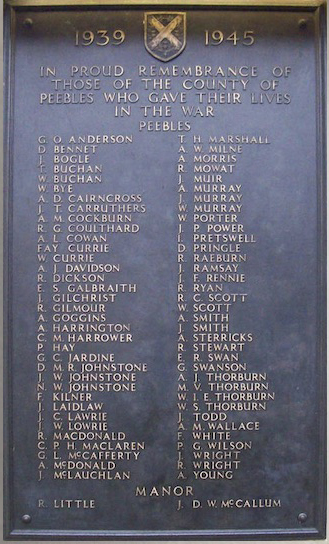 1939 1945
IN PROUD REMEMBRANCE OF
THOSE OF THE COUNTY OF
PEEBLES WHO GAVE THEIR LIVES
IN THE WAR
PEEBLES
G. O. ANDERSON
D. BENNET
J. BOGLE
T. BUCHAN
W. BUCHAN
W. BYE
A. D. CAIRNCROSS
J. T. CARRUTHERS
A. M. COCKBURN
R. G. COULTHARD
A. L. COWAN
FAY CURRIE
W. CURRIE
A. J. DAVIDSON
R. DICKSON
E. S. GALBRAITH
J. GILCHRIST
R. GILMOUR
A. GOGGINS
A. HARRINGTON
C. M. HARROWER
P. HAY
G. C. JARDINE
D. M. R. JOHNSTONE
J. W. JOHNSTONE
N. W. JOHNSTONE
F. KILNER
J. LAIDLAW
J. C. LAWRIE
J. W. LOWRIE
R. MACDONALD
C. P. H. MACLAREN
G. L. McCAFFERTY
A. McDONALD
J. McLAUCHLAN
T. H. MARSHALL
A. W. MILNE
A. MORRIS
R. MOWAT
J. MUIR
A. MURRAY
J. MURRAY
W. MURRAY
W. PORTER
J. P. POWER
I. PRETSWELL
D. PRINGLE
R. RAEBURN
J. RAMSAY
J. F. RENNIE
R. RYAN
R. C. SCOTT
W. SCOTT
A. SMITH
J. SMITH
A. STERRICKS
R. STEWART
E. R. SWAN
G. SWANSON
A. J. THORBURN
M. V. THORBURN
W. I. E. THORBURN
W. S. THORBURN
J. TODD
A. M. WALLACE
F. WHITE
P. G. WILSON
J. WRIGHT
R. WRIGHT
A. YOUNG
MANOR
R. LITTLE
J. D. W. McCALLUM